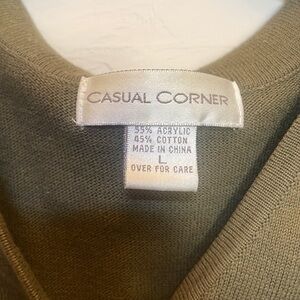 CASUAL CORNER
55% ACRYLIC
45% COTTON
MADE IN CHINA
L
OVER FOR CARE